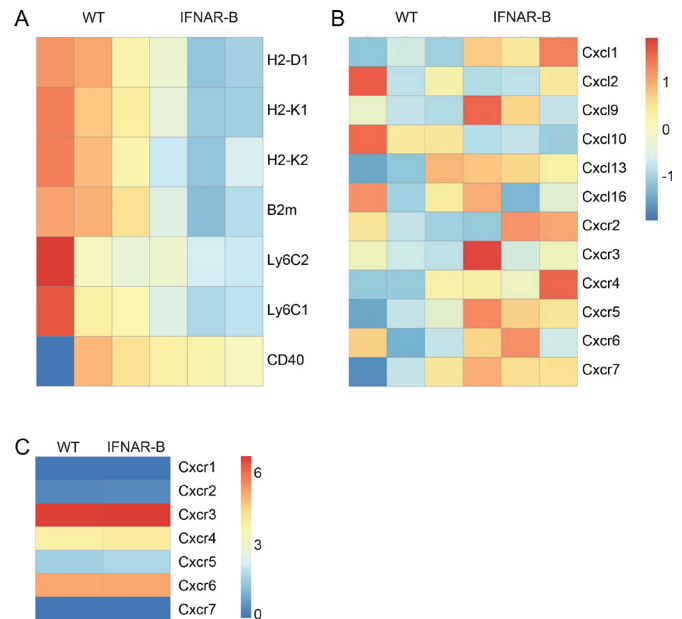 A
WT IFNAR-B
H2-D1
H2-K1
H2-K2
B2m
Ly6C2
Ly6C1
CD40
B
WT IFNAR-B
Cxcl1
Cxcl2
Cxcl9
Cxcl10
Cxcl13
Cxcl16
Cxcr2
Cxcr3
Cxcr4
Cxcr5
Cxcr6
Cxcr7
1
0
-1
C
WT IFNAR-B
Cxcr1
Cxcr2
Cxcr3
Cxcr4
Cxcr5
Cxcr6
Cxcr7
6
3
0